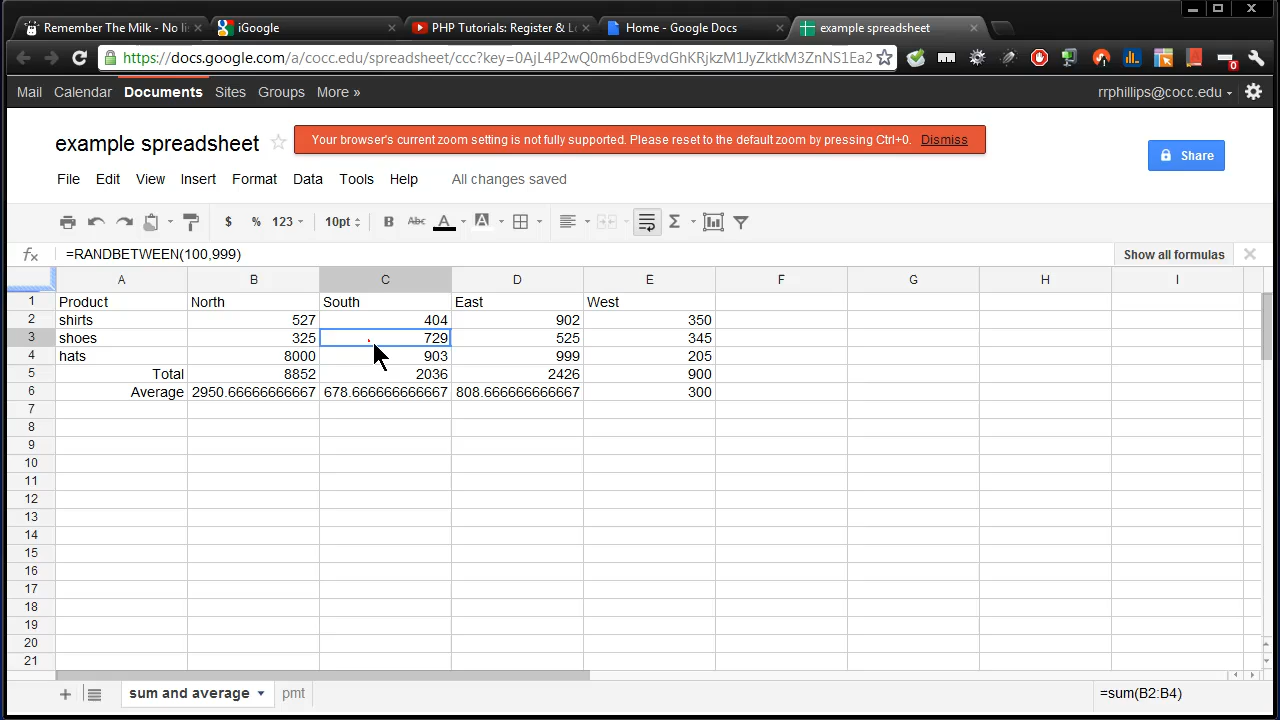 Remember The Milk - No li
iGoogle
PHP Tutorials: Register & L
Home - Google Docs
example spreadsheet
https://docs.google.com/a/cocc.edu/spreadsheet/ccc?key=0AjL4P2wQ0m6bdE9vdGhKRjkzM1JyZktkM3ZnNS1Ea2
0
Mail Calendar Documents Sites Groups More » rrphillips@cocc.edu
example spreadsheet
Your browser's current zoom setting is not fully supported. Please reset to the default zoom by pressing Ctrl+0. Dismiss
Share
File Edit View Insert Format Data Tools Help All changes saved
$ % 123 10pt B Abc A A Σ
fx =RANDBETWEEN(100,999) Show all formulas
A B C D E F G H I
1 Product North South East West
2 shirts 527 404 902 350
3 shoes 325 729 525 345
4 hats 8000 903 999 205
5 Total 8852 2036 2426 900
6 Average 2950.66666666667 678.666666666667 808.666666666667 300
7
8
9
10
11
12
13
14
15
16
17
18
19
20
21
+ sum and average pmt =sum(B2:B4)